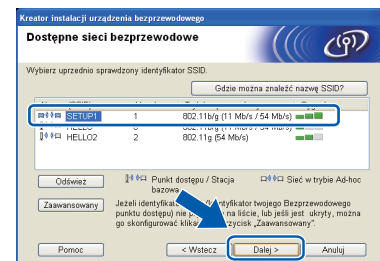 Kreator instalacji urządzenia bezprzewodowego
Dostępne sieci bezprzewodowe
Wybierz uprzednio sprawdzony identyfikator SSID.
Gdzie można znaleźć nazwę SSID?
SETUP1 1 802.11b/g (11 Mb/s / 54 Mb/s)
HELLO2 2 802.11g (54 Mb/s)
Odśwież
Punkt dostępu / Stacja bazowa
Sieć w trybie Ad-hoc
Zaawansowany
Jeżeli identyfikator twojego Bezprzewodowego
punktu dostępu) nie na liście, lub jeśli jest ukryty, można
go skonfigurować przycisk „Zaawansowany".
Pomoc
< Wstecz
Dalej >
Anuluj